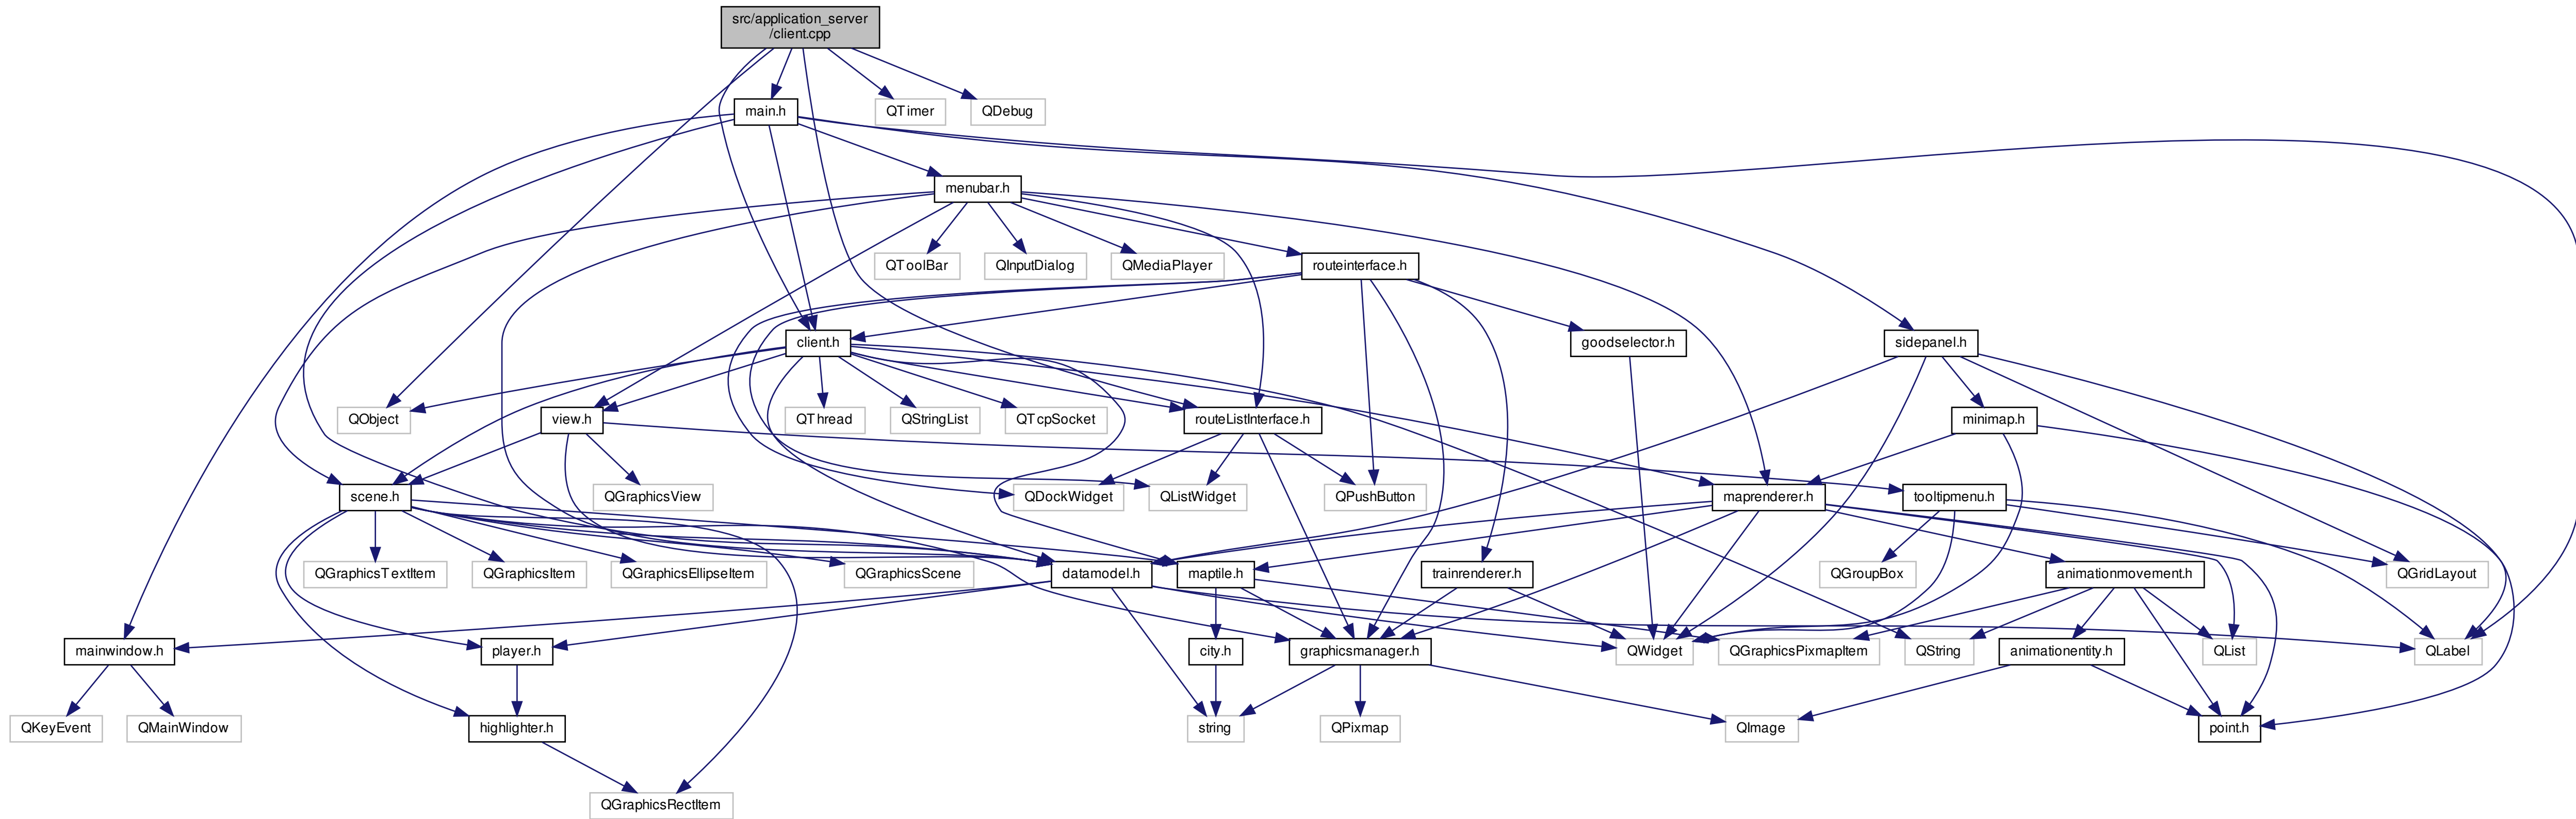 src/application_server
/client.cpp
main.h
QTimer
QDebug
menubar.h
QToolBar
QInputDialog
QMediaPlayer
routeinterface.h
client.h
goodselector.h
sidepanel.h
QObject
view.h
QThread
QStringList
QTcpSocket
routeListInterface.h
minimap.h
scene.h
QGraphicsView
QDockWidget
QListWidget
QPushButton
maprenderer.h
tooltipmenu.h
QGraphicsTextItem
QGraphicsItem
QGraphicsEllipseItem
QGraphicsScene
datamodel.h
maptile.h
trainrenderer.h
QGroupBox
animationmovement.h
QGridLayout
mainwindow.h
player.h
city.h
graphicsmanager.h
QWidget
QGraphicsPixmapItem
QString
animationentity.h
QList
QLabel
QKeyEvent
QMainWindow
highlighter.h
string
QPixmap
QImage
point.h
QGraphicsRectItem